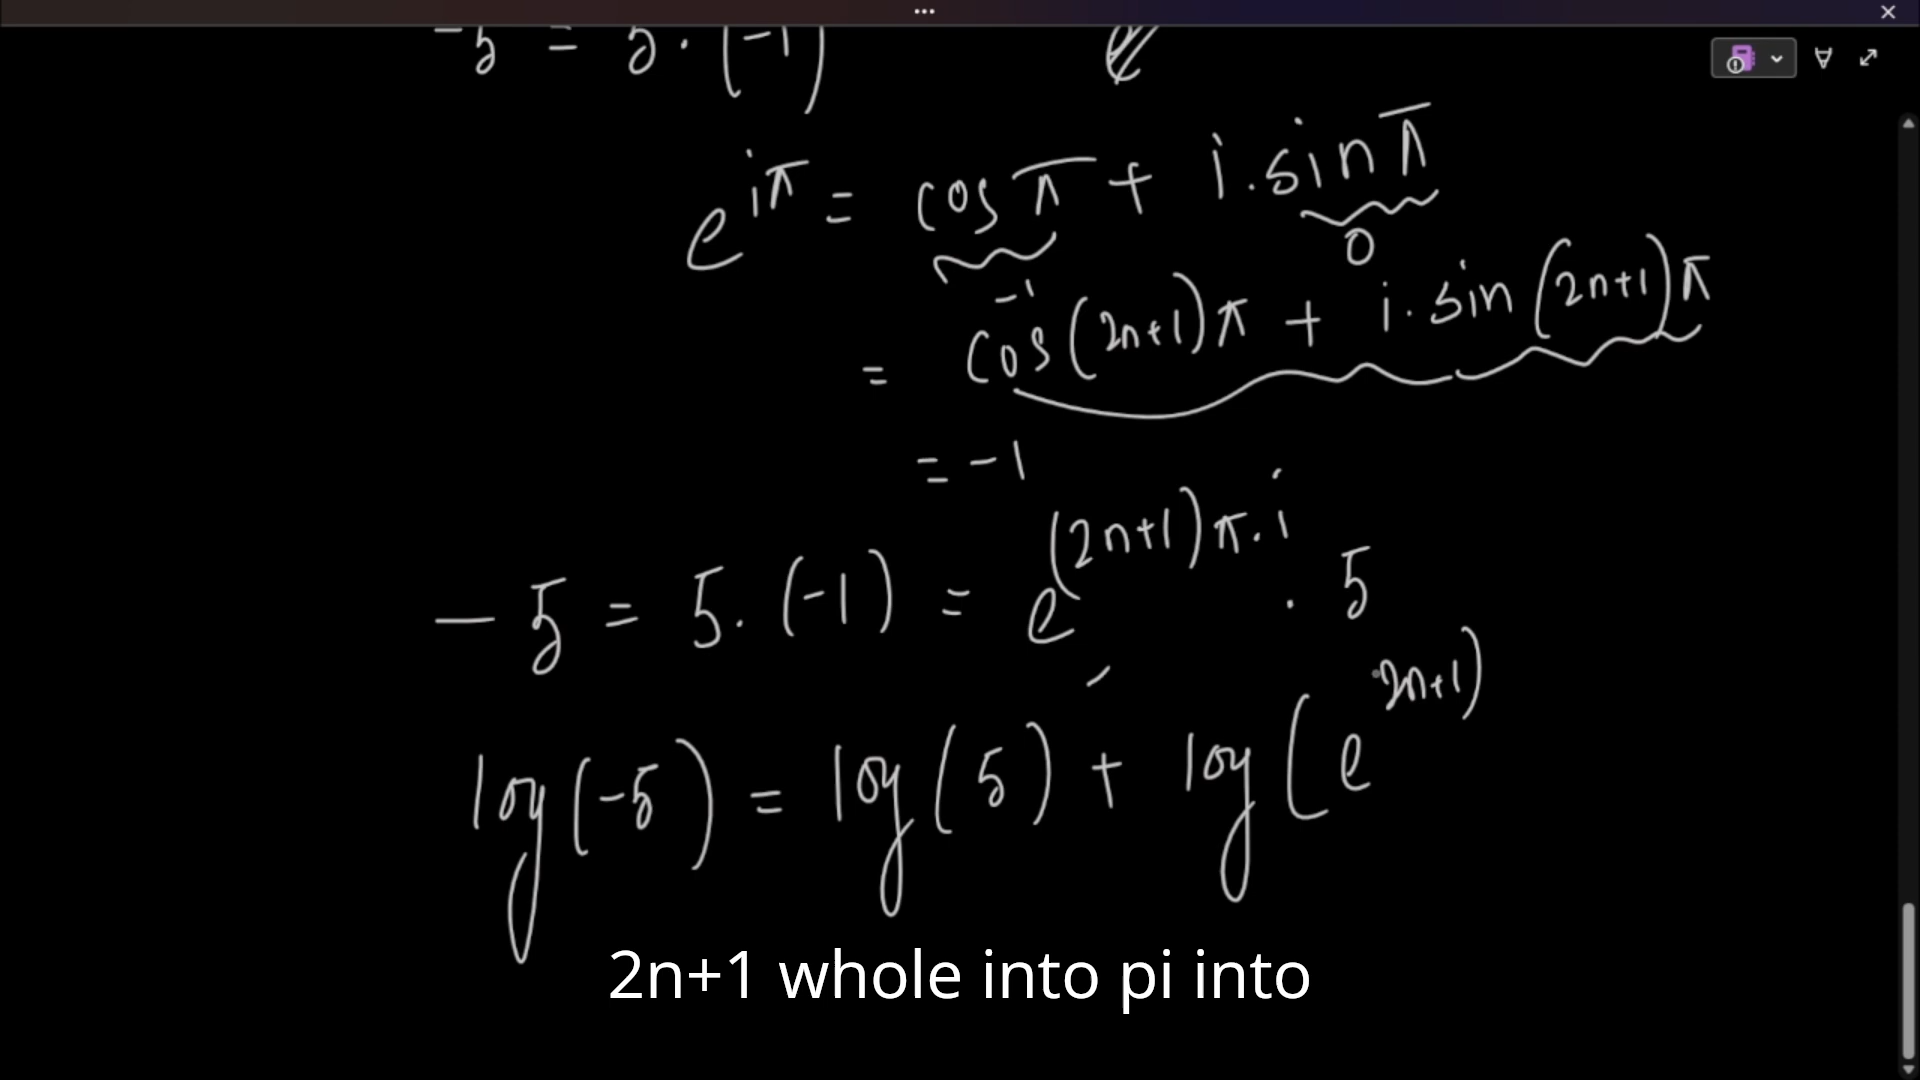 -5 = 5. (-1) e
e^{iπ} = cos π + i. sin π
-1 0
= cos (2n+1) π + i. sin (2n+1) π
= -1
-5 = 5. (-1) = e^{(2n+1)π.i} . 5
log (-5) = log (5) + log ( e^{2n+1)}
2n+1 whole into pi into